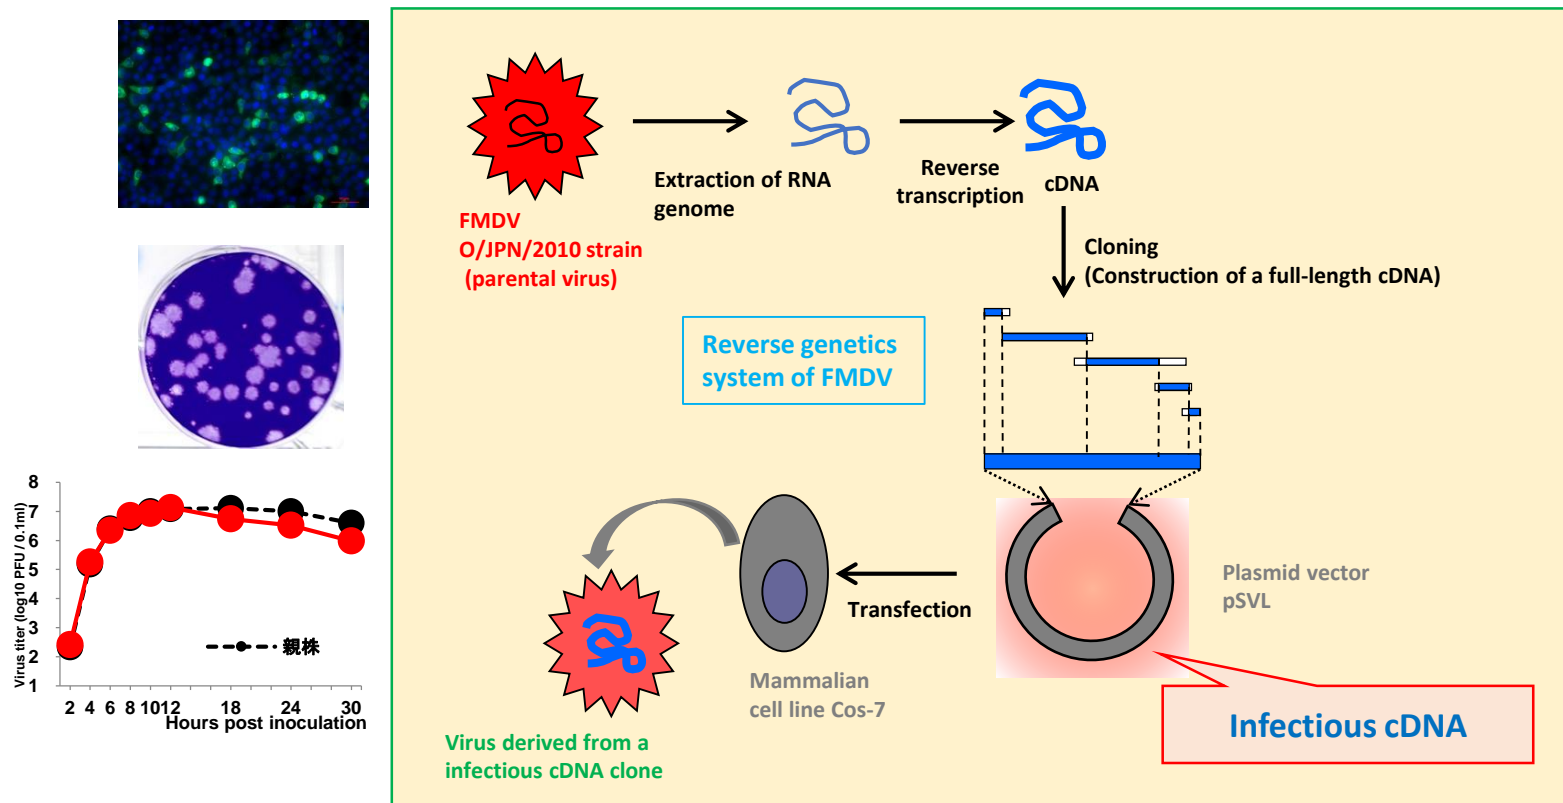 FMDV
O/JPN/2010 strain
(parental virus)
Extraction of RNA
genome
Reverse
transcription
cDNA
Cloning
(Construction of a full-length cDNA)
Reverse genetics
system of FMDV
Plasmid vector
pSVL
Infectious cDNA
Transfection
Mammalian
cell line Cos-7
Virus derived from a
infectious cDNA clone
Virus titer (log10 PFU / 0.1ml)
8
7
6
5
4
3
2
1
親株
2 4 6 8 10 12 18 24 30
Hours post inoculation